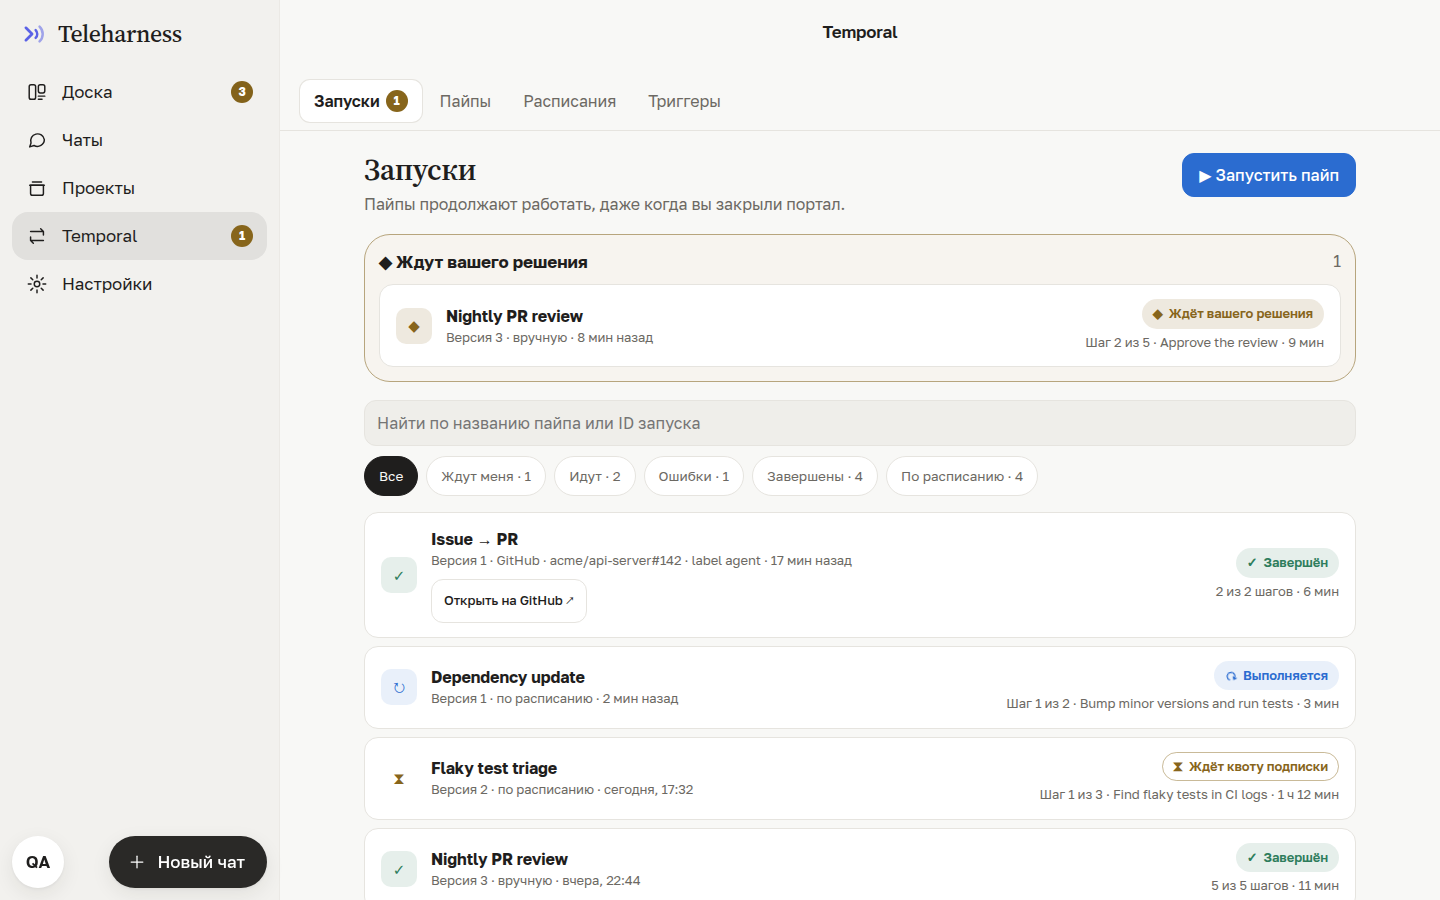 Teleharness
Доска 3
Чаты
Проекты
Temporal 1
Настройки
QA
+ Новый чат
Temporal
Запуски 1 Пайпы Расписания Триггеры
Запуски
Пайпы продолжают работать, даже когда вы закрыли портал.
▶ Запустить пайп
◆ Ждут вашего решения 1
◆ Nightly PR review
Версия 3 · вручную · 8 мин назад
◆ Ждёт вашего решения
Шаг 2 из 5 · Approve the review · 9 мин
Найти по названию пайпа или ID запуска
Все Ждут меня · 1 Идут · 2 Ошибки · 1 Завершены · 4 По расписанию · 4
✓ Issue → PR
Версия 1 · GitHub · acme/api-server#142 · label agent · 17 мин назад
Открыть на GitHub ↗
✓ Завершён
2 из 2 шагов · 6 мин
↻ Dependency update
Версия 1 · по расписанию · 2 мин назад
↻ Выполняется
Шаг 1 из 2 · Bump minor versions and run tests · 3 мин
⧗ Flaky test triage
Версия 2 · по расписанию · сегодня, 17:32
⧗ Ждёт квоту подписки
Шаг 1 из 3 · Find flaky tests in CI logs · 1 ч 12 мин
✓ Nightly PR review
Версия 3 · вручную · вчера, 22:44
✓ Завершён
5 из 5 шагов · 11 мин